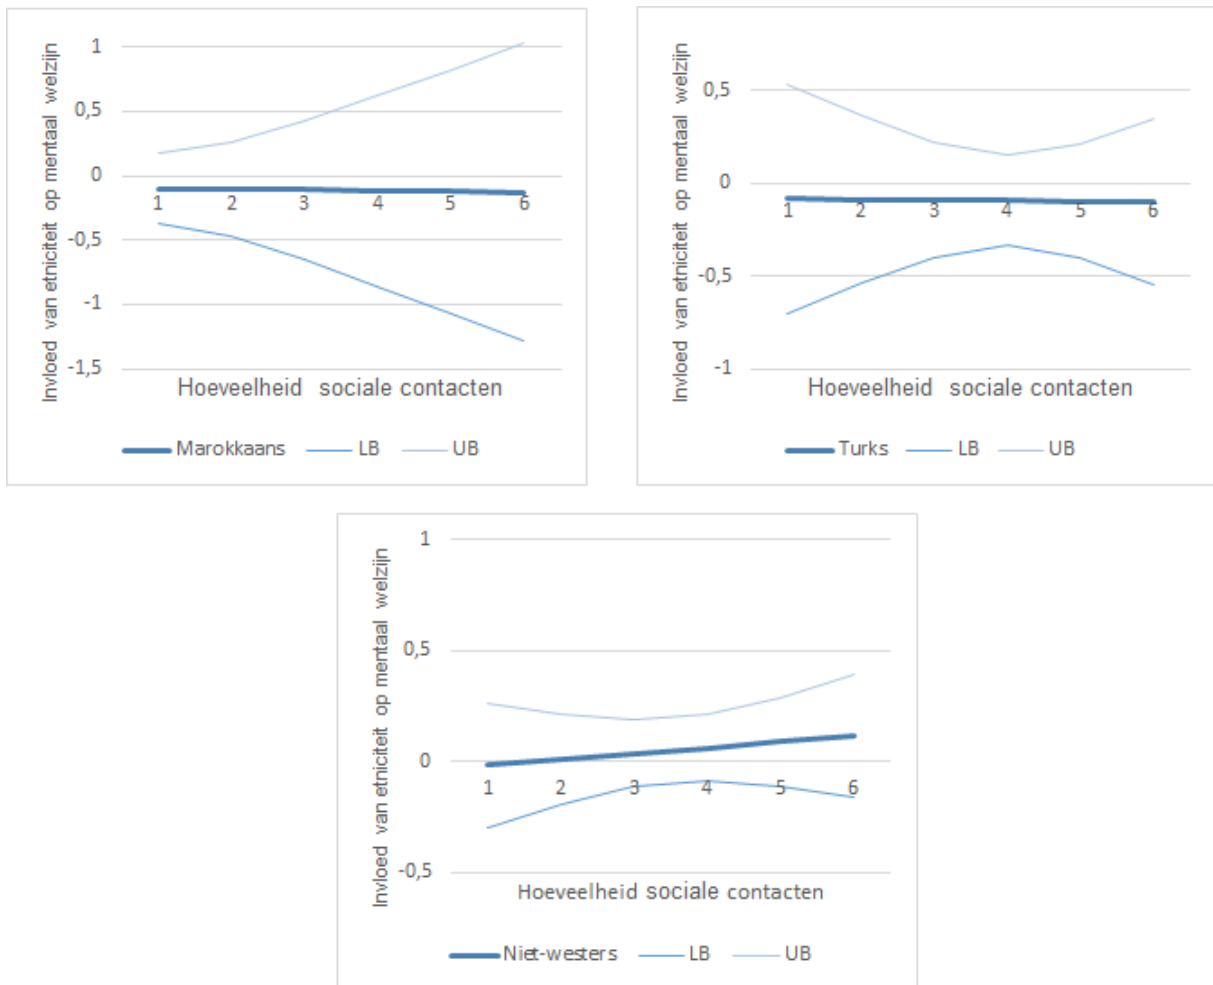 Invloed van etniciteit op mentaal welzijn
1
0,5
0
-0,5
-1
-1,5
1 2 3 4 5 6
Hoeveelheid sociale contacten
Marokkaans LB UB
Invloed van etniciteit op mentaal welzijn
0,5
0
-0,5
-1
1 2 3 4 5 6
Hoeveelheid sociale contacten
Turks LB UB
Invloed van etniciteit op mentaal welzijn
1
0,5
0
-0,5
1 2 3 4 5 6
Hoeveelheid sociale contacten
Niet-westers LB UB